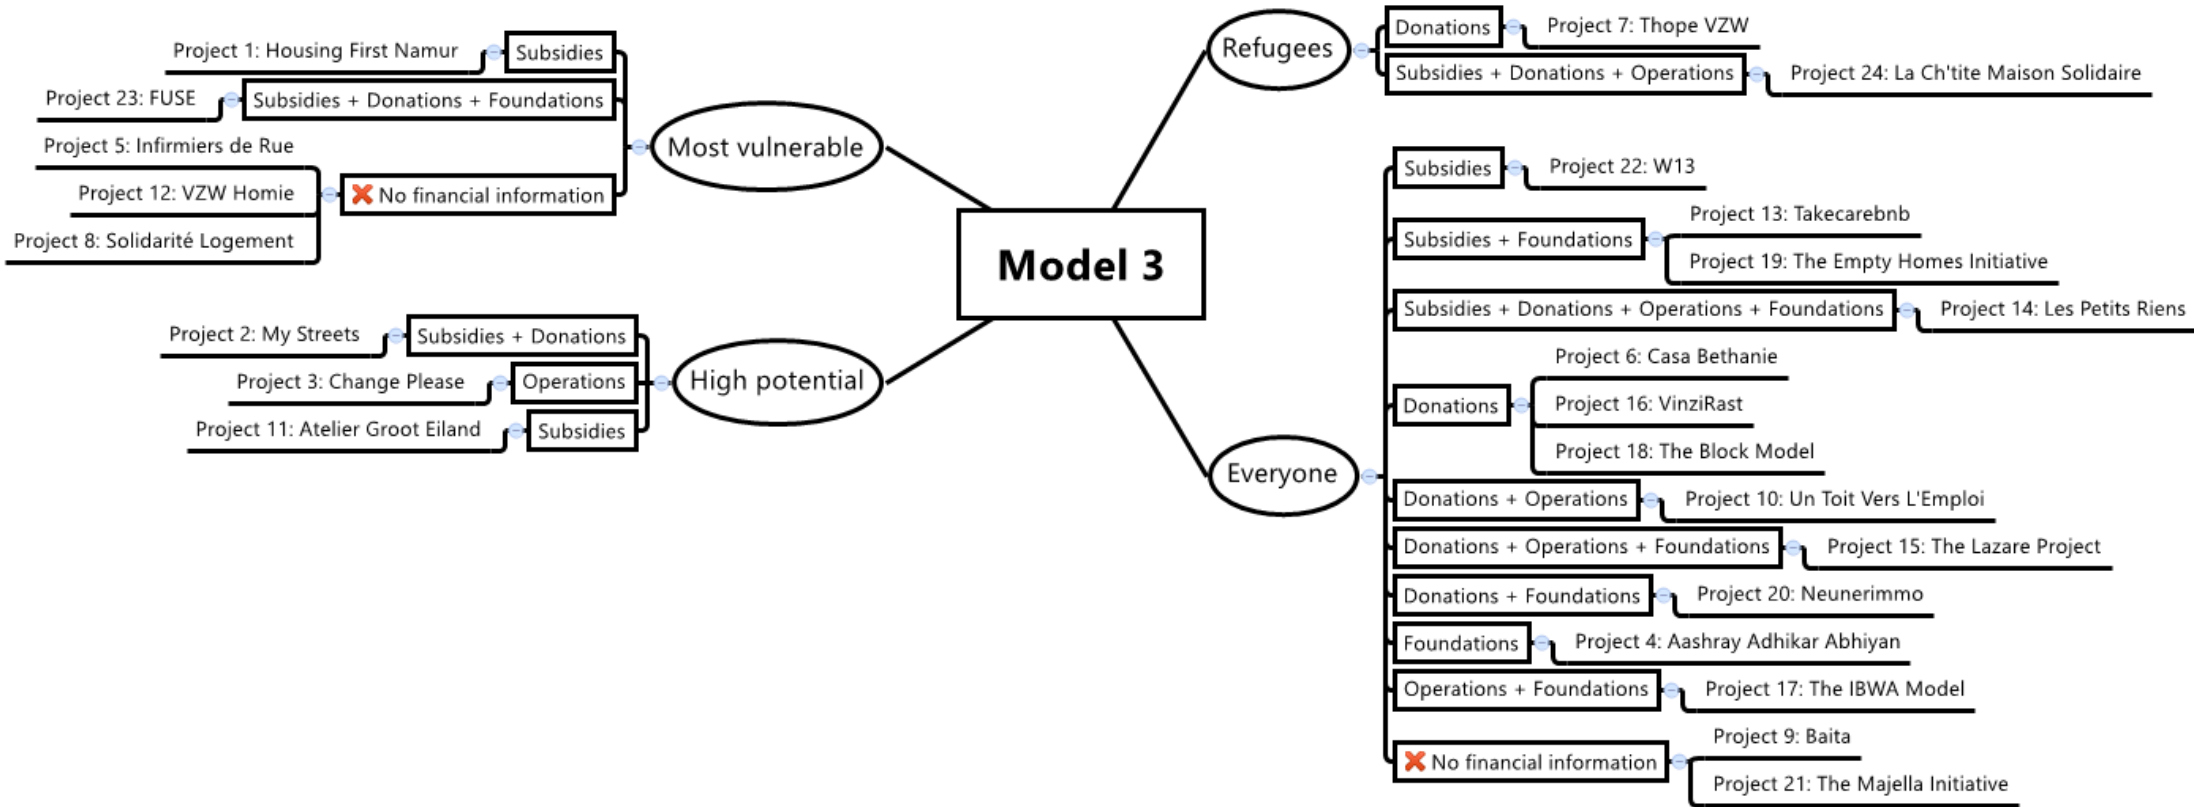 Model 3
Most vulnerable
Subsidies
Project 1: Housing First Namur
Subsidies + Donations + Foundations
Project 23: FUSE
No financial information
Project 5: Infirmiers de Rue
Project 12: VZW Homie
Project 8: Solidarité Logement
High potential
Subsidies + Donations
Project 2: My Streets
Operations
Project 3: Change Please
Subsidies
Project 11: Atelier Groot Eiland
Refugees
Donations
Project 7: Thope VZW
Subsidies + Donations + Operations
Project 24: La Ch'tite Maison Solidaire
Everyone
Subsidies
Project 22: W13
Subsidies + Foundations
Project 13: Takecarebnb
Project 19: The Empty Homes Initiative
Subsidies + Donations + Operations + Foundations
Project 14: Les Petits Riens
Donations
Project 6: Casa Bethanie
Project 16: VinziRast
Project 18: The Block Model
Donations + Operations
Project 10: Un Toit Vers L'Emploi
Donations + Operations + Foundations
Project 15: The Lazare Project
Donations + Foundations
Project 20: Neunerimmo
Foundations
Project 4: Aashray Adhikar Abhiyan
Operations + Foundations
Project 17: The IBWA Model
No financial information
Project 9: Baita
Project 21: The Majella Initiative